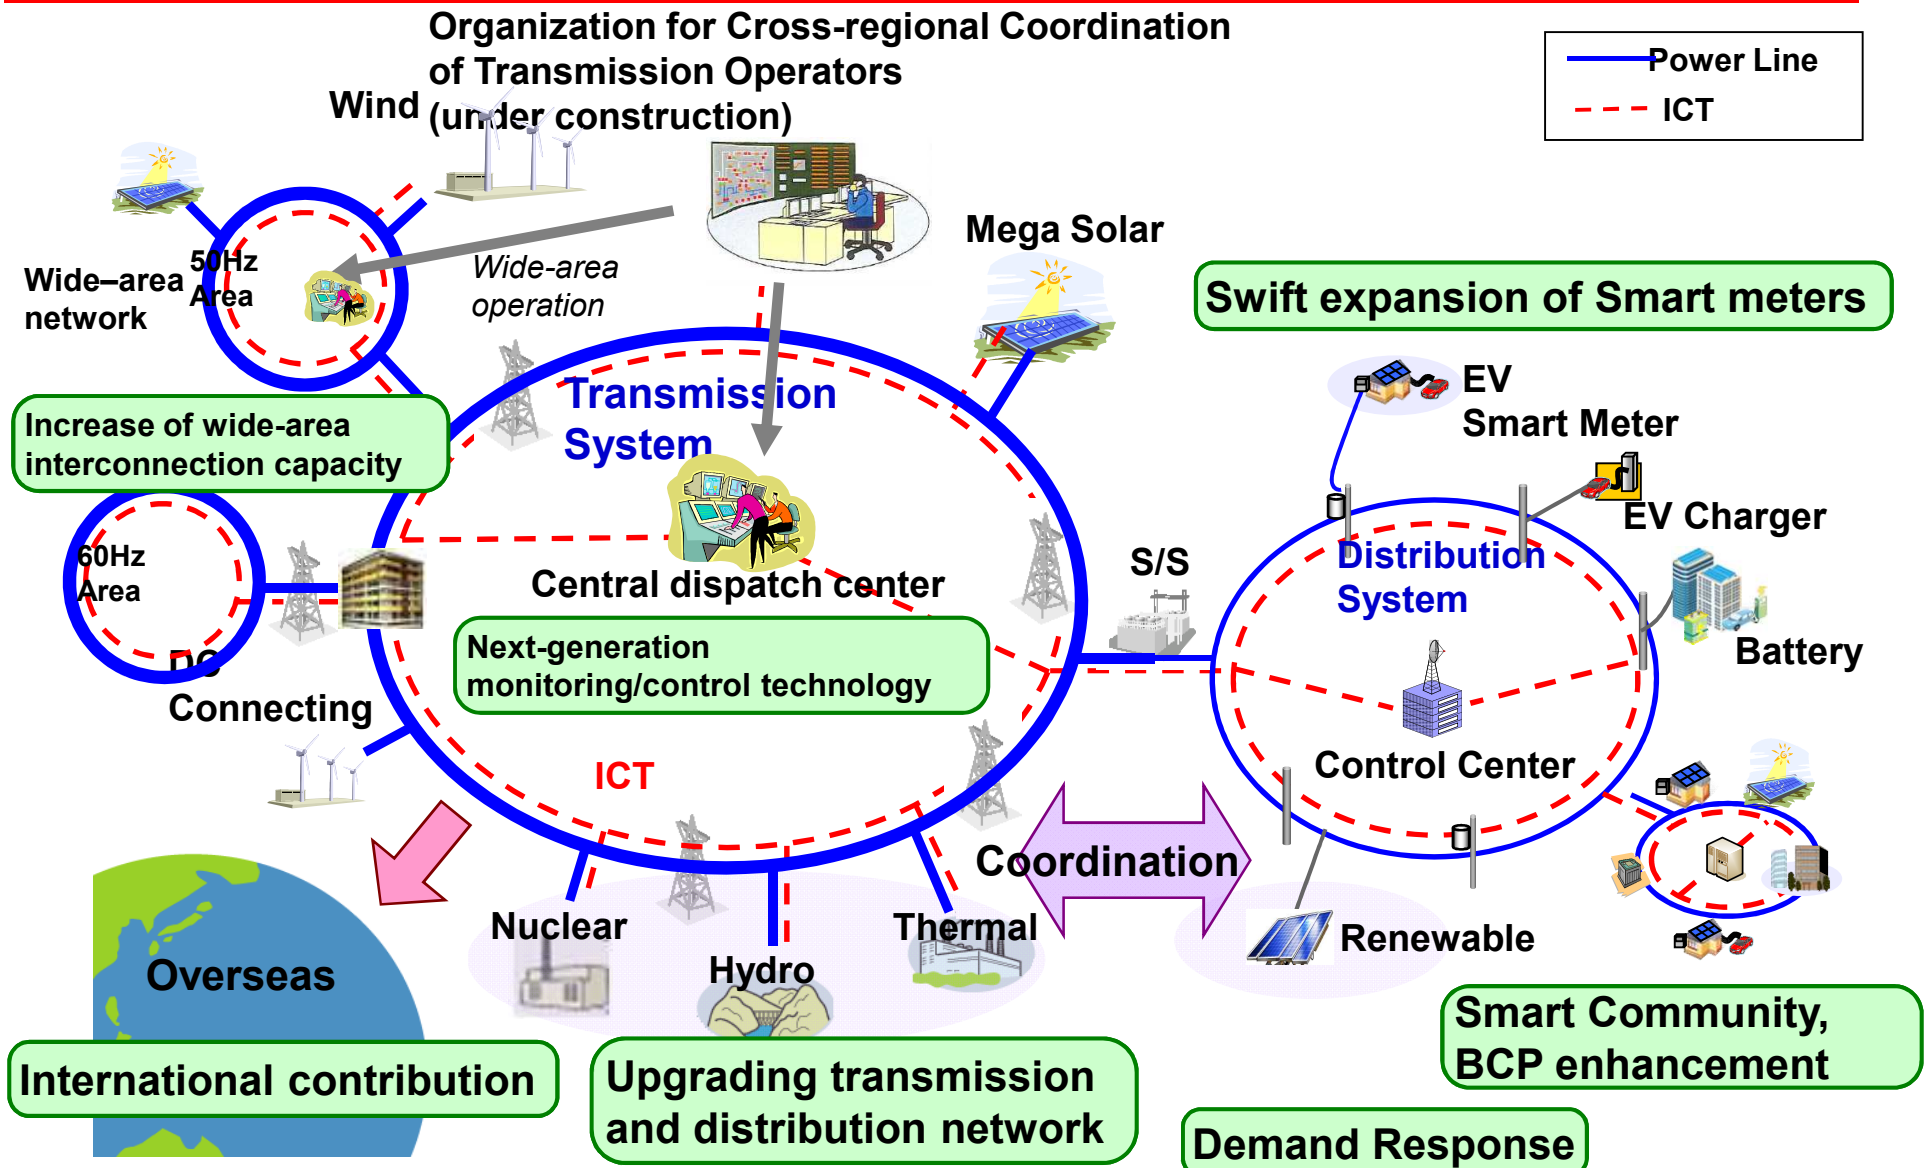 Organization for Cross-regional Coordination
of Transmission Operators
(under construction)
Power Line
ICT
Wind
Mega Solar
Wide–area
network
50Hz
Area
Wide-area
operation
Swift expansion of Smart meters
Transmission
System
EV
Smart Meter
Increase of wide-area
interconnection capacity
EV Charger
60Hz
Area
Central dispatch center
S/S
Distribution
System
Battery
Next-generation
monitoring/control technology
DC
Connecting
ICT
Control Center
Coordination
Nuclear
Hydro
Thermal
Renewable
Overseas
Smart Community,
BCP enhancement
International contribution
Upgrading transmission
and distribution network
Demand Response